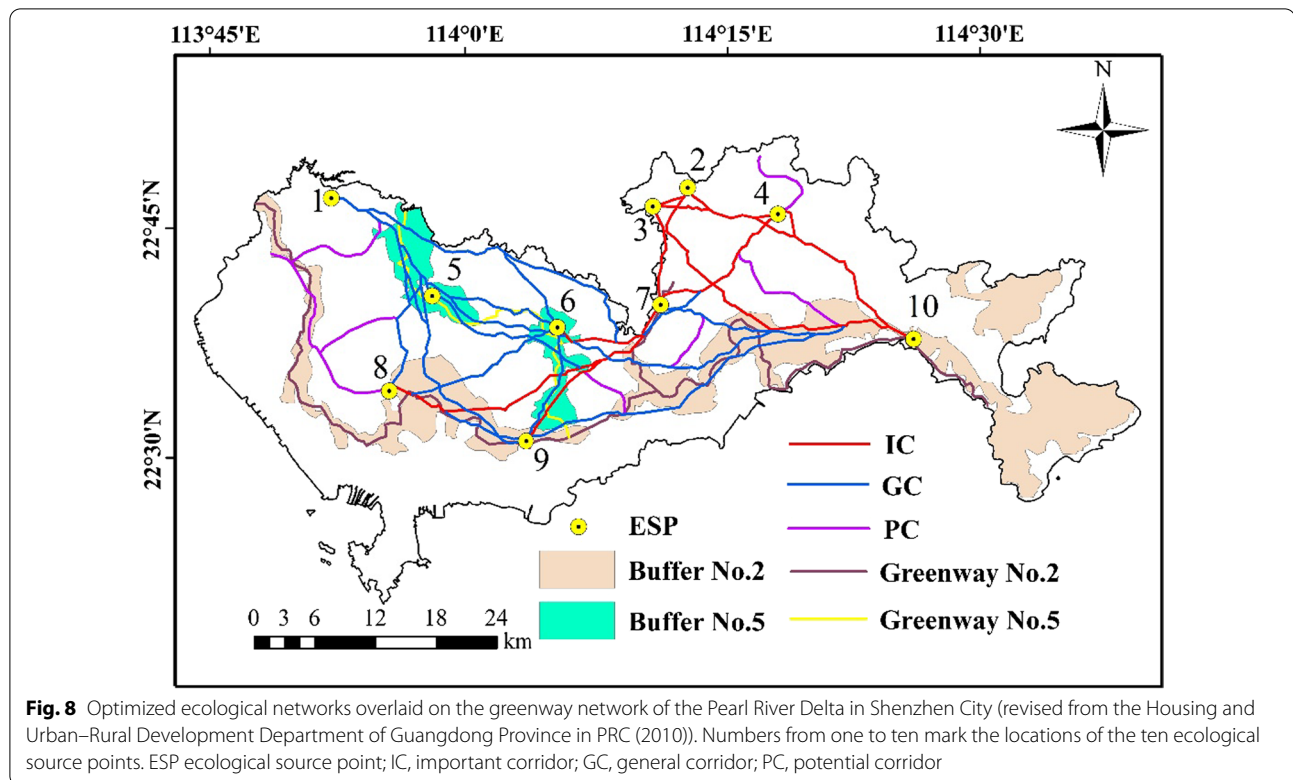 113°45'E 114°0'E 114°15'E 114°30'E
N
2
1
4
22°45'N
3
5
7
6
10
8
9
22°30'N
IC
GC
ESP
PC
Buffer No.2
Greenway No.2
Buffer No.5
Greenway No.5
0 3 6 12 18 24
km
Fig. 8 Optimized ecological networks overlaid on the greenway network of the Pearl River Delta in Shenzhen City (revised from the Housing and
Urban–Rural Development Department of Guangdong Province in PRC (2010)). Numbers from one to ten mark the locations of the ten ecological
source points. ESP ecological source point; IC, important corridor; GC, general corridor; PC, potential corridor